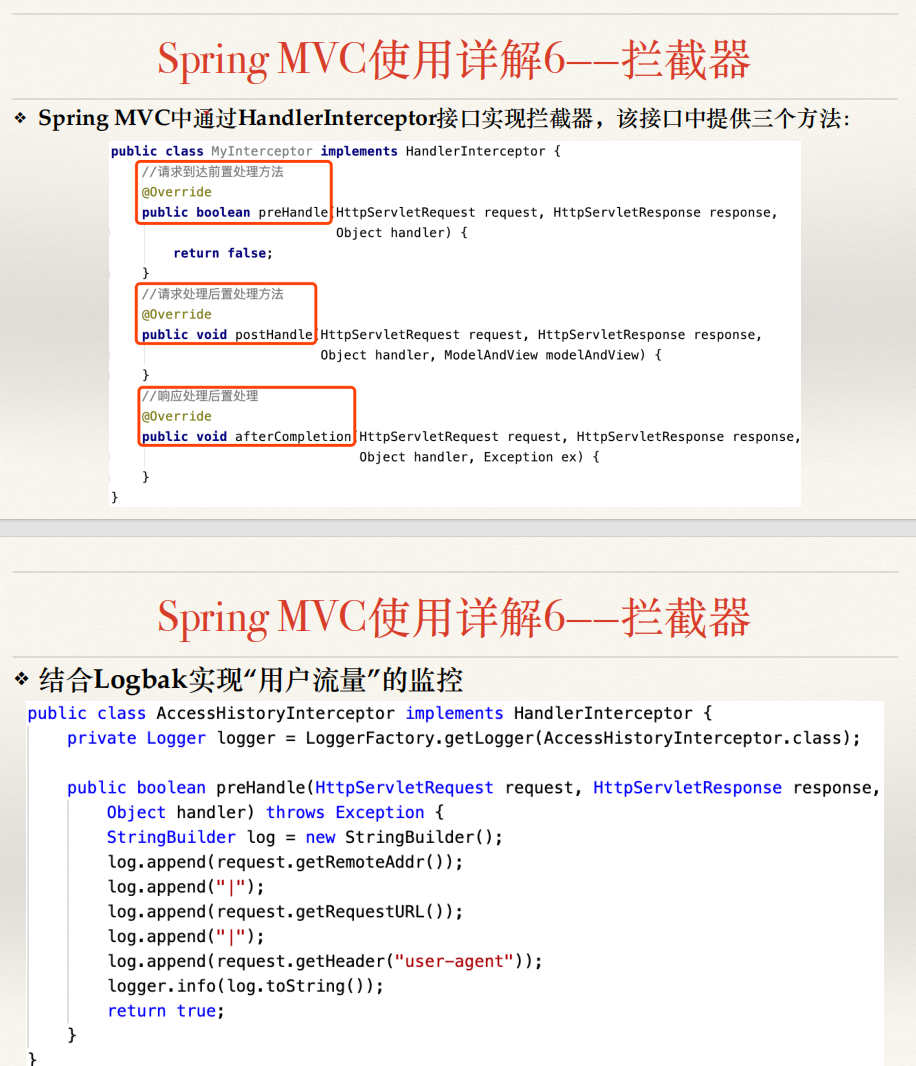 Spring MVC使用详解6——拦截器
❖ Spring MVC中通过HandlerInterceptor接口实现拦截器，该接口中提供三个方法：
public class MyInterceptor implements HandlerInterceptor {
//请求到达前置处理方法
@Override
public boolean preHandle(HttpServletRequest request, HttpServletResponse response,
Object handler) {
return false;
}
//请求处理后置处理方法
@Override
public void postHandle(HttpServletRequest request, HttpServletResponse response,
Object handler, ModelAndView modelAndView) {
}
//响应处理后置处理
@Override
public void afterCompletion(HttpServletRequest request, HttpServletResponse response,
Object handler, Exception ex) {
}
}
Spring MVC使用详解6——拦截器
❖ 结合Logbak实现“用户流量”的监控
public class AccessHistoryInterceptor implements HandlerInterceptor {
private Logger logger = LoggerFactory.getLogger(AccessHistoryInterceptor.class);
public boolean preHandle(HttpServletRequest request, HttpServletResponse response,
Object handler) throws Exception {
StringBuilder log = new StringBuilder();
log.append(request.getRemoteAddr());
log.append("|");
log.append(request.getRequestURL());
log.append("|");
log.append(request.getHeader("user-agent"));
logger.info(log.toString());
return true;
}
}